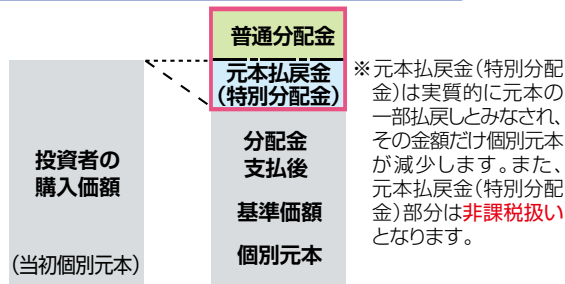 普通分配金
元本払戻金
(特別分配金)
分配金
支払後
基準価額
個別元本
投資者の
購入価額
(当初個別元本)
※元本払戻金(特別分配
金)は実質的に元本の
一部払戻しとみなされ、
その金額だけ個別元本
が減少します。また、
元本払戻金(特別分配
金)部分は非課税扱い
となります。